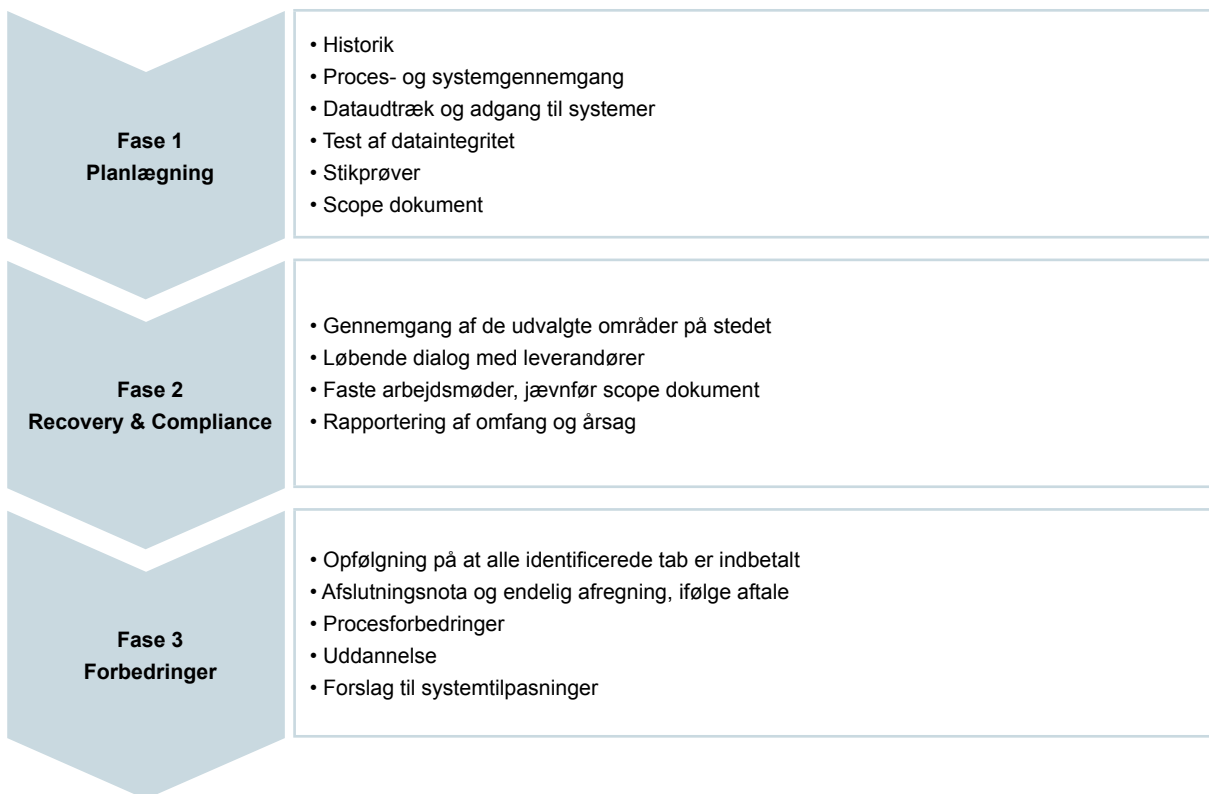 Fase 1
Planlægning
• Historik
• Proces- og systemgennemgang
• Dataudtræk og adgang til systemer
• Test af dataintegritet
• Stikprøver
• Scope dokument
Fase 2
Recovery & Compliance
• Gennemgang af de udvalgte områder på stedet
• Løbende dialog med leverandører
• Faste arbejdsmøder, jævnfør scope dokument
• Rapportering af omfang og årsag
Fase 3
Forbedringer
• Opfølgning på at alle identificerede tab er indbetalt
• Afslutningsnota og endelig afregning, ifølge aftale
• Procesforbedringer
• Uddannelse
• Forslag til systemtilpasninger